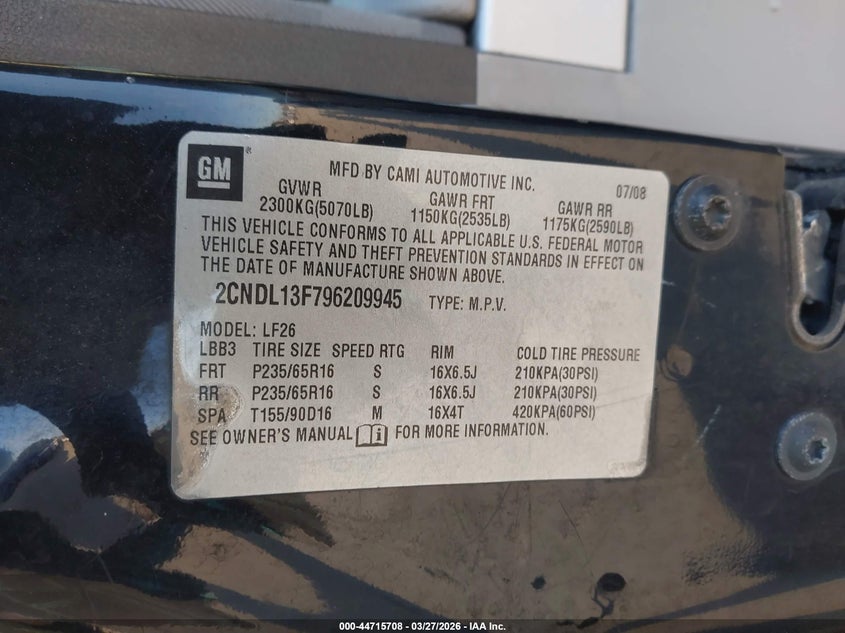 GM
MFD BY CAMI AUTOMOTIVE INC.
07/08
GVWR GAWR FRT GAWR RR
2300KG(5070LB) 1150KG(2535LB) 1175KG(2590LB)
THIS VEHICLE CONFORMS TO ALL APPLICABLE U.S. FEDERAL MOTOR
VEHICLE SAFETY AND THEFT PREVENTION STANDARDS IN EFFECT ON
THE DATE OF MANUFACTURE SHOWN ABOVE.
2CNDL13F796209945 TYPE: M.P.V.
MODEL: LF26
LBB3 TIRE SIZE SPEED RTG RIM COLD TIRE PRESSURE
FRT P235/65R16 S 16X6.5J 210KPA(30PSI)
RR P235/65R16 S 16X6.5J 210KPA(30PSI)
SPA T155/90D16 M 16X4T 420KPA(60PSI)
SEE OWNER'S MANUAL FOR MORE INFORMATION.
000-44715708 | 03/27/2026 | IAA Inc.